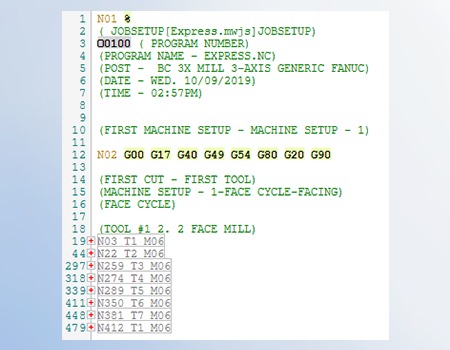 1 N01 %
2 ( JOBSETUP[Express.mwjs]JOBSETUP)
3 O0100 ( PROGRAM NUMBER)
4 (PROGRAM NAME - EXPRESS.NC)
5 (POST - BC 3X MILL 3-AXIS GENERIC FANUC)
6 (DATE - WED. 10/09/2019)
7 (TIME - 02:57PM)
8
9
10 (FIRST MACHINE SETUP - MACHINE SETUP - 1)
11
12 N02 G00 G17 G40 G49 G54 G80 G20 G90
13
14 (FIRST CUT - FIRST TOOL)
15 (MACHINE SETUP - 1-FACE CYCLE-FACING)
16 (FACE CYCLE)
17
18 (TOOL #1 2. 2 FACE MILL)
19 N03 T1 M06
44 N22 T2 M06
297 N259 T3 M06
318 N274 T4 M06
339 N289 T5 M06
411 N350 T6 M06
448 N381 T7 M06
479 N412 T1 M06